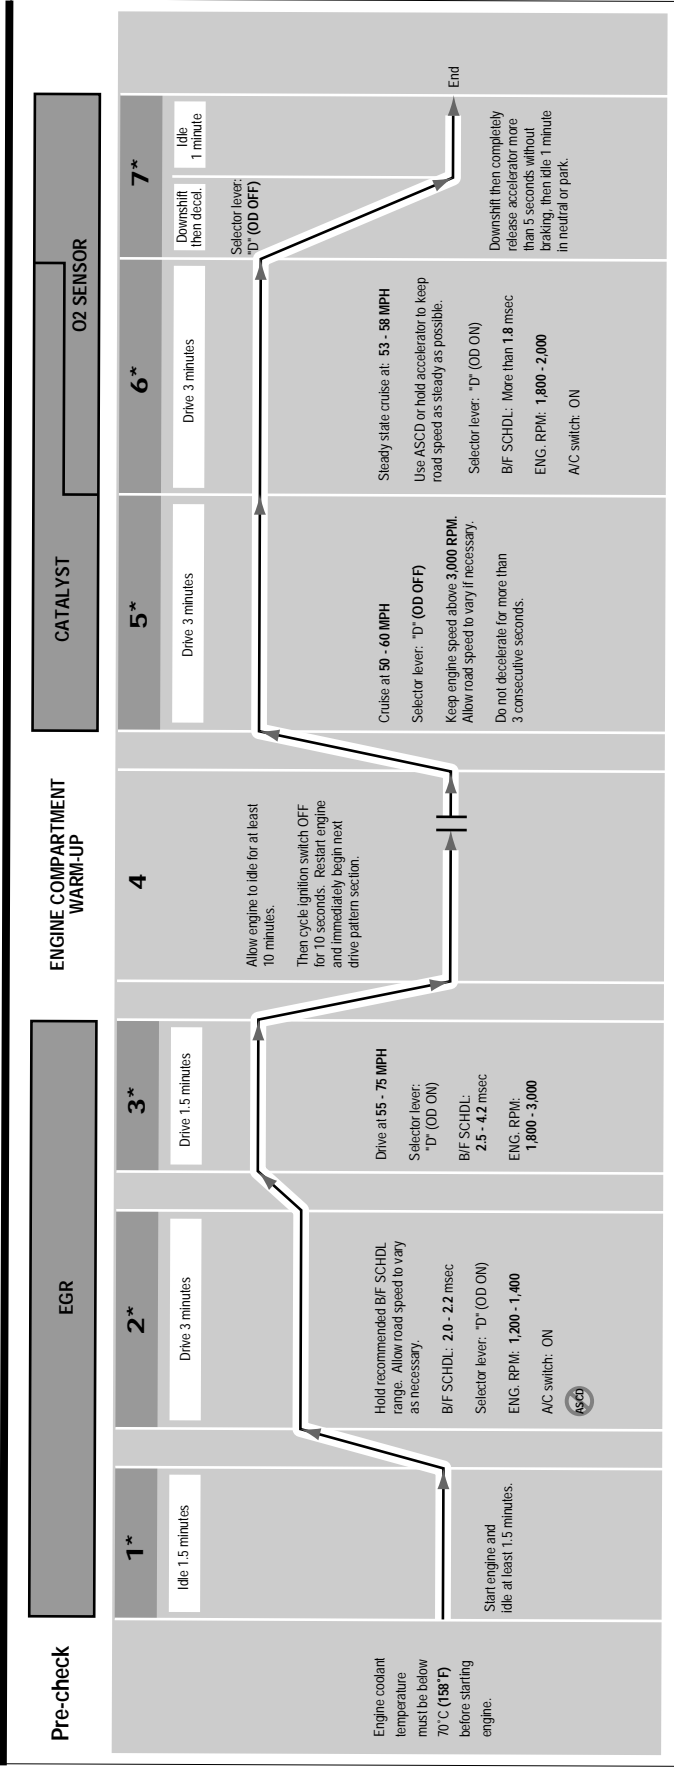 Pre-check
EGR
ENGINE COMPARTMENT
WARM-UP
CATALYST
O2 SENSOR
Engine coolant
temperature
must be below
70˚C (158˚F)
before starting
engine.
1*
Idle 1.5 minutes
Start engine and
idle at least 1.5 minutes.
2*
Drive 3 minutes
Hold recommended B/F SCHDL
range. Allow road speed to vary
as necessary.
B/F SCHDL: 2.0 - 2.2 msec
Selector lever: "D" (OD ON)
ENG. RPM: 1,200 - 1,400
A/C switch: ON
ASCD
3*
Drive 1.5 minutes
Drive at 55 - 75 MPH
Selector lever:
"D" (OD ON)
B/F SCHDL:
2.5 - 4.2 msec
ENG. RPM:
1,800 - 3,000
4
Allow engine to idle for at least
10 minutes.
Then cycle ignition switch OFF
for 10 seconds. Restart engine
and immediately begin next
drive pattern section.
5*
Drive 3 minutes
Cruise at 50 - 60 MPH
Selector lever: "D" (OD OFF)
Keep engine speed above 3,000 RPM.
Allow road speed to vary if necessary.
Do not decelerate for more than
3 consecutive seconds.
6*
Drive 3 minutes
Steady state cruise at: 53 - 58 MPH
Use ASCD or hold accelerator to keep
road speed as steady as possible.
Selector lever: "D" (OD ON)
B/F SCHDL: More than 1.8 msec
ENG. RPM: 1,800 - 2,000
A/C switch: ON
7*
Downshift
then decel.
Idle
1 minute
Selector lever:
"D" (OD OFF)
End
Downshift then completely
release accelerator more
than 5 seconds without
braking, then idle 1 minute
in neutral or park.